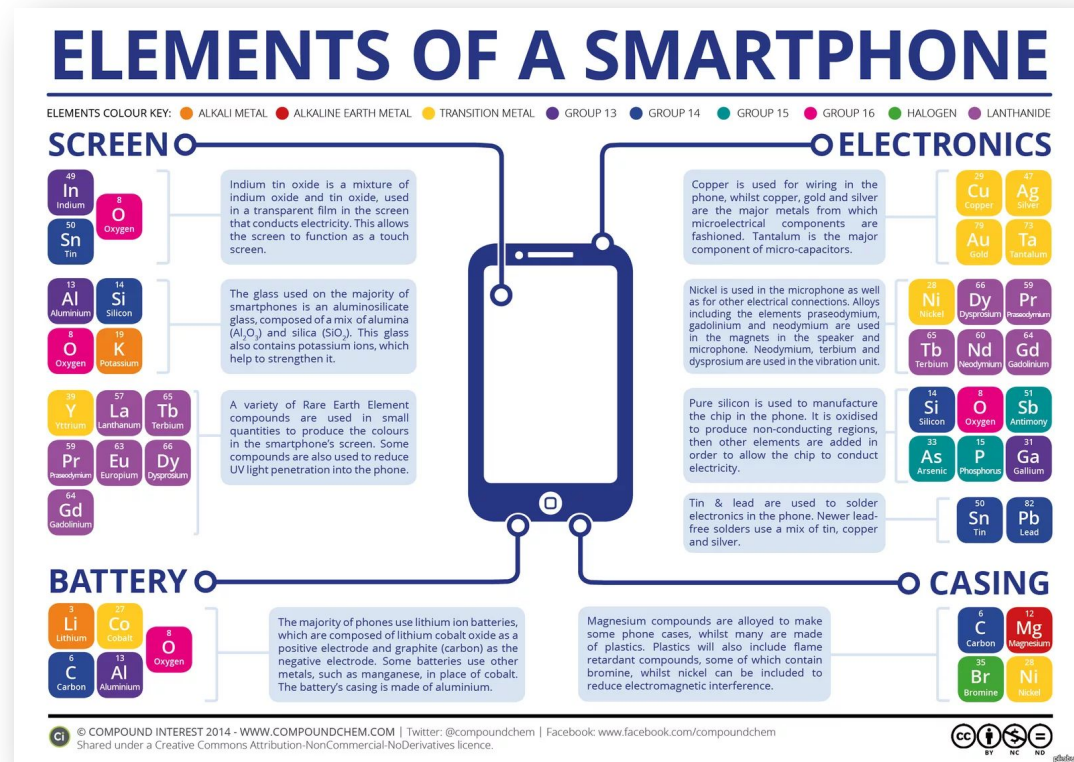 ELEMENTS OF A SMARTPHONE
ELEMENTS COLOUR KEY: ALKALI METAL ALKALINE EARTH METAL TRANSITION METAL GROUP 13 GROUP 14 GROUP 15 GROUP 16 HALOGEN LANTHANIDE
SCREEN
49
In
Indium
8
O
Oxygen
50
Sn
Tin
Indium tin oxide is a mixture of
indium oxide and tin oxide, used
in a transparent film in the screen
that conducts electricity. This allows
the screen to function as a touch
screen.
13
Al
Aluminium
14
Si
Silicon
8
O
Oxygen
19
K
Potassium
The glass used on the majority of
smartphones is an aluminosilicate
glass, composed of a mix of alumina
(Al₂O₃) and silica (SiO₂). This glass
also contains potassium ions, which
help to strengthen it.
39
Y
Yttrium
57
La
Lanthanum
65
Tb
Terbium
59
Pr
Praseodymium
63
Eu
Europium
66
Dy
Dysprosium
64
Gd
Gadolinium
A variety of Rare Earth Element
compounds are used in small
quantities to produce the colours
in the smartphone's screen. Some
compounds are also used to reduce
UV light penetration into the phone.
ELECTRONICS
Copper is used for wiring in the
phone, whilst copper, gold and silver
are the major metals from which
microelectrical components are
fashioned. Tantalum is the major
component of micro-capacitors.
29
Cu
Copper
47
Ag
Silver
79
Au
Gold
73
Ta
Tantalum
Nickel is used in the microphone as well
as for other electrical connections. Alloys
including the elements praseodymium,
gadolinium and neodymium are used
in the magnets in the speaker and
microphone. Neodymium, terbium and
dysprosium are used in the vibration unit.
28
Ni
Nickel
66
Dy
Dysprosium
59
Pr
Praseodymium
65
Tb
Terbium
60
Nd
Neodymium
64
Gd
Gadolinium
Pure silicon is used to manufacture
the chip in the phone. It is oxidised
to produce non-conducting regions,
then other elements are added in
order to allow the chip to conduct
electricity.
14
Si
Silicon
8
O
Oxygen
51
Sb
Antimony
33
As
Arsenic
15
P
Phosphorus
31
Ga
Gallium
Tin & lead are used to solder
electronics in the phone. Newer lead-
free solders use a mix of tin, copper
and silver.
50
Sn
Tin
82
Pb
Lead
BATTERY
3
Li
Lithium
27
Co
Cobalt
8
O
Oxygen
6
C
Carbon
13
Al
Aluminium
The majority of phones use lithium ion batteries,
which are composed of lithium cobalt oxide as a
positive electrode and graphite (carbon) as the
negative electrode. Some batteries use other
metals, such as manganese, in place of cobalt.
The battery's casing is made of aluminium.
CASING
Magnesium compounds are alloyed to make
some phone cases, whilst many are made
of plastics. Plastics will also include flame
retardant compounds, some of which contain
bromine, whilst nickel can be included to
reduce electromagnetic interference.
6
C
Carbon
12
Mg
Magnesium
35
Br
Bromine
28
Ni
Nickel
Ci
© COMPOUND INTEREST 2014 - WWW.COMPOUNDCHEM.COM | Twitter: @compoundchem | Facebook: www.facebook.com/compoundchem
Shared under a Creative Commons Attribution-NonCommercial-NoDerivatives licence.
cc
BY NC ND